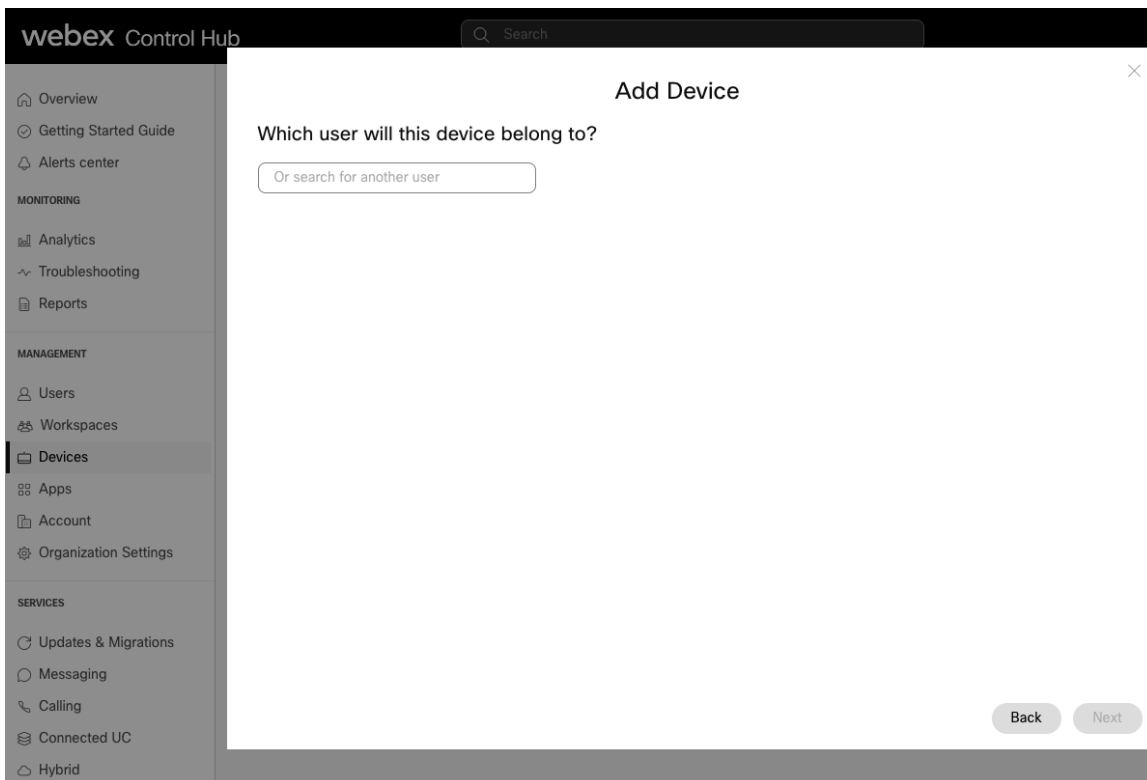 webex Control Hub
Search
Overview
Getting Started Guide
Alerts center
MONITORING
Analytics
Troubleshooting
Reports
MANAGEMENT
Users
Workspaces
Devices
Apps
Account
Organization Settings
SERVICES
Updates & Migrations
Messaging
Calling
Connected UC
Hybrid
Add Device
Which user will this device belong to?
Or search for another user
Back
Next